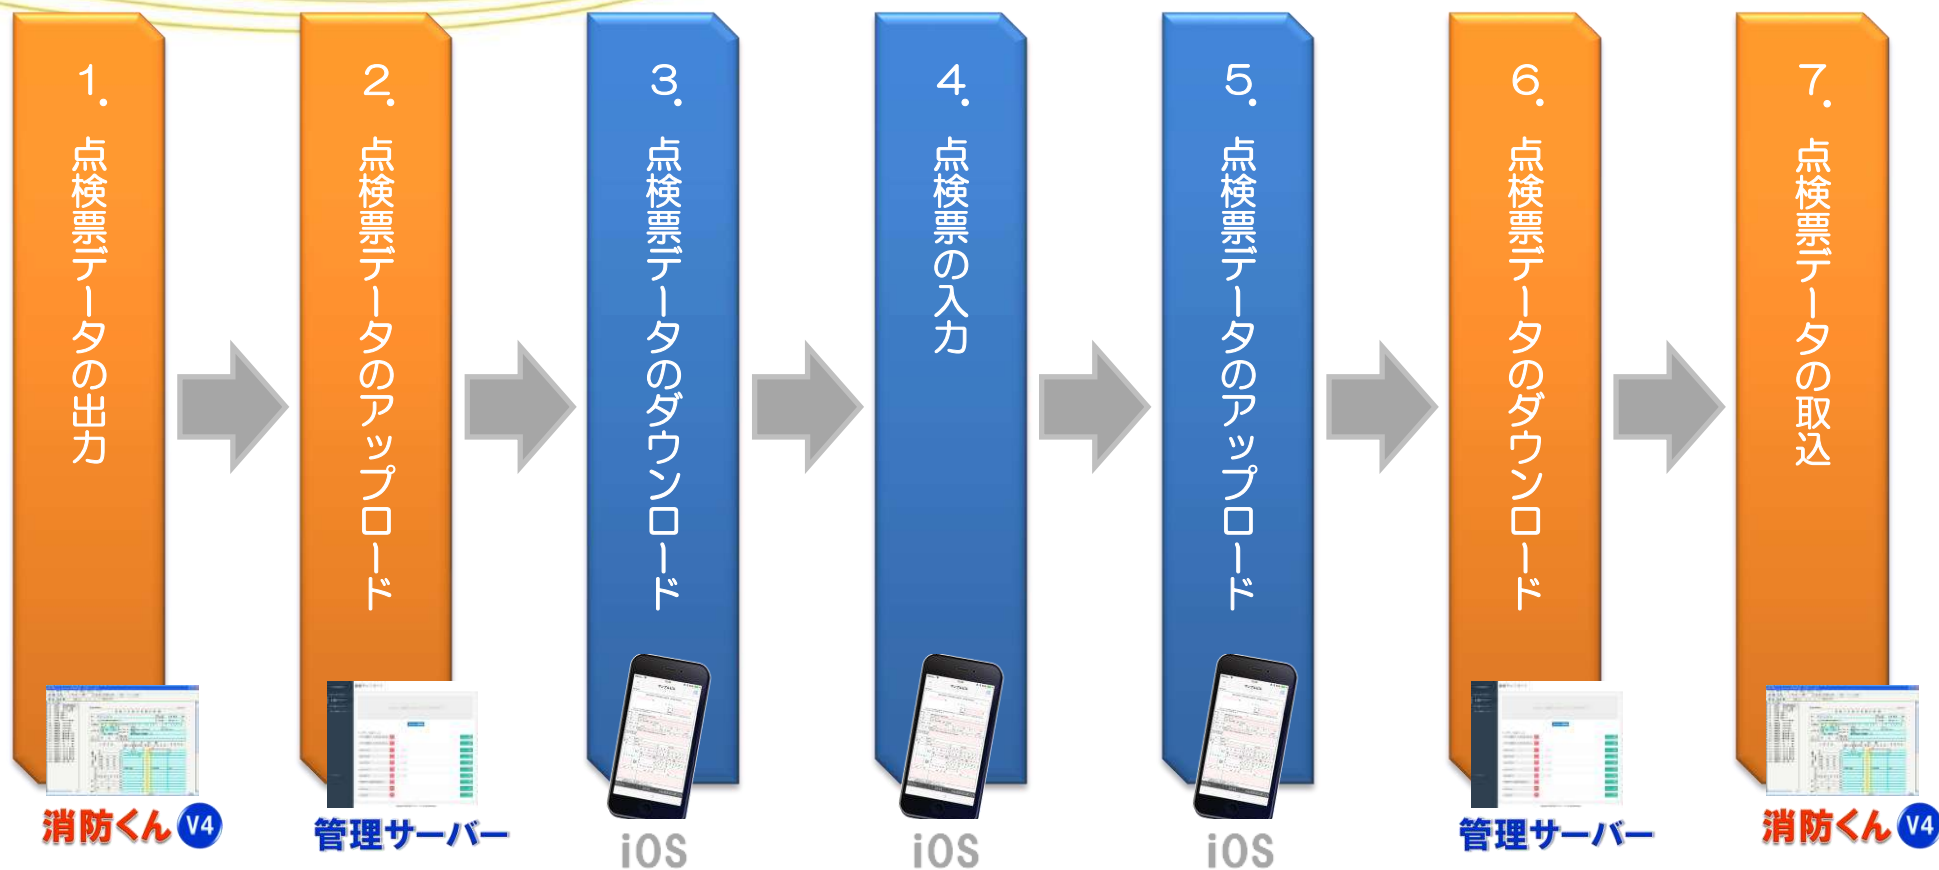 1. 点検票データの出力
2. 点検票データのアップロード
3. 点検票データのダウンロード
4. 点検票の入力
5. 点検票データのアップロード
6. 点検票データのダウンロード
7. 点検票データの取込
消防くん V4
管理サーバー
iOS
iOS
iOS
管理サーバー
消防くん V4